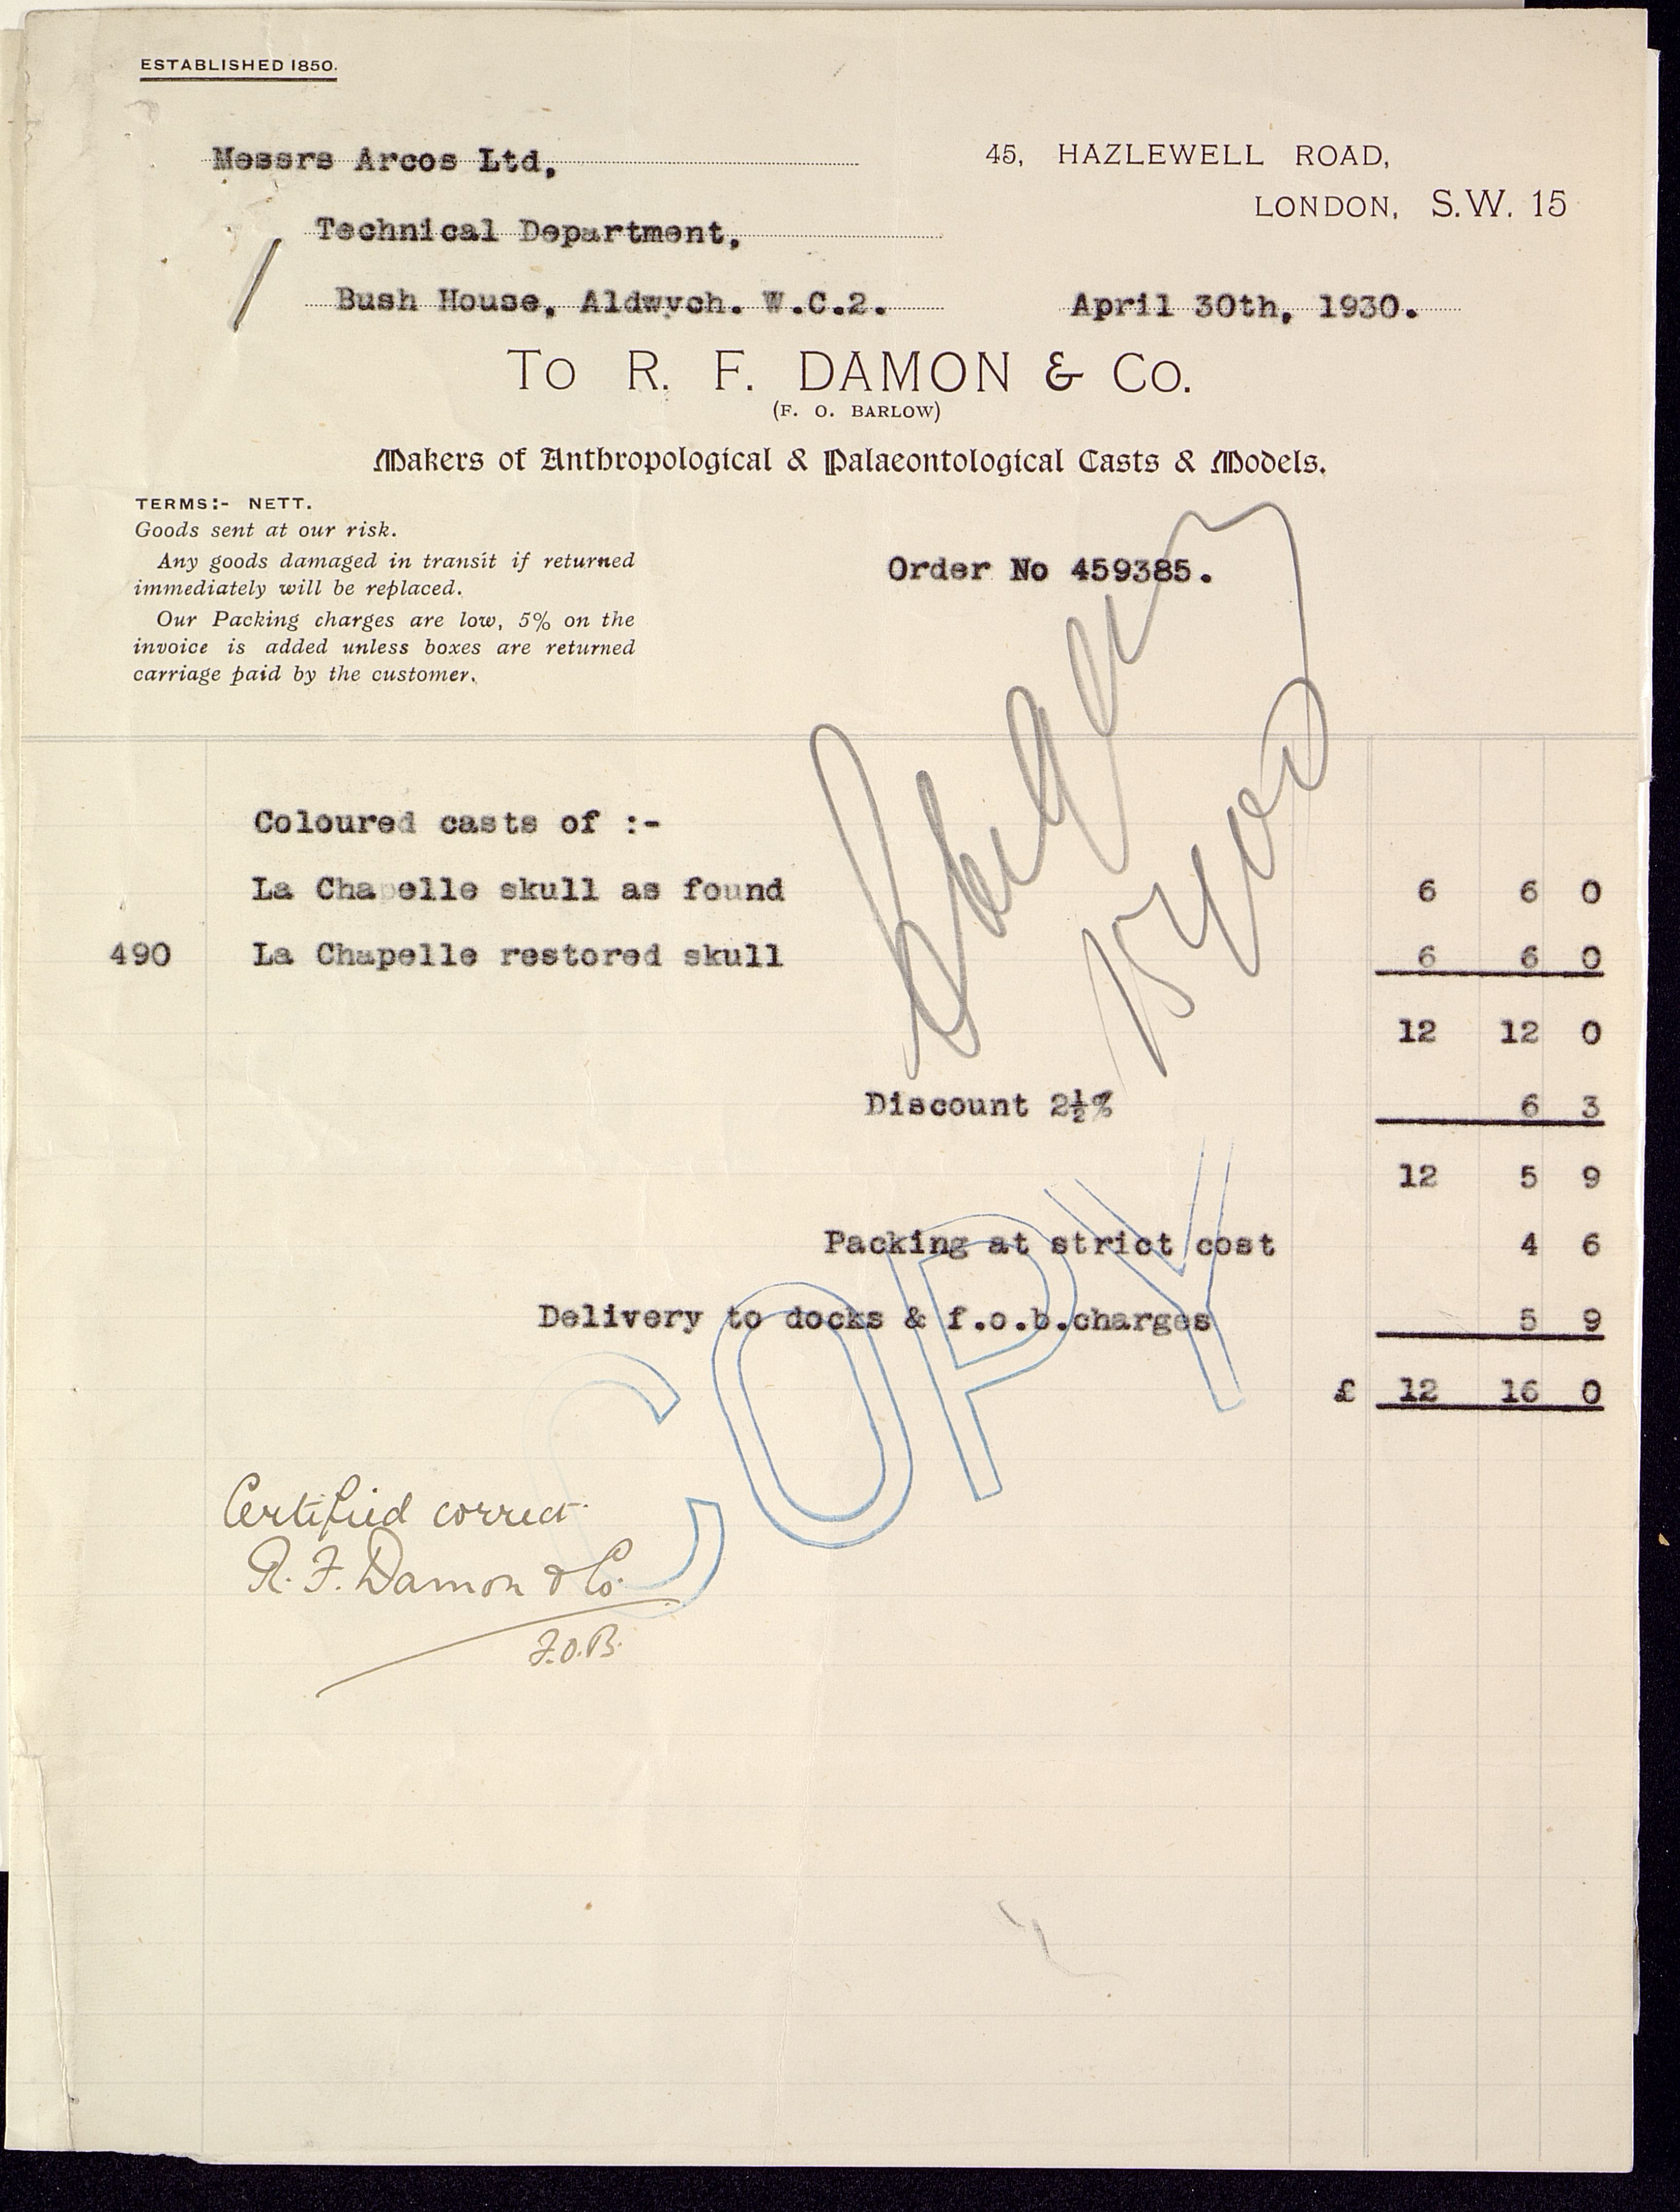 ESTABLISHED 1850.
Messrs Arcos Ltd,
45, HAZLEWELL ROAD,
LONDON, S.W. 15
Technical Department,
Bush House, Aldwych. W.C.2.
April 30th, 1930.
To R. F. DAMON & Co.
(F. O. BARLOW)
Makers of Anthropological & Palaeontological Casts & Models.
TERMS:- NETT.
Goods sent at our risk.
Any goods damaged in transit if returned
immediately will be replaced.
Our Packing charges are low, 5% on the
invoice is added unless boxes are returned
carriage paid by the customer.
Order No 459385.
Coloured casts of :-
La Chapelle skull as found 6 6 0
490 La Chapelle restored skull 6 6 0
12 12 0
Discount 2½% 6 3
12 5 9
Packing at strict cost 4 6
Delivery to docks & f.o.b.charges 5 9
£ 12 16 0
COPY
Certified correct.
R. F. Damon & Co.
F.O.B.